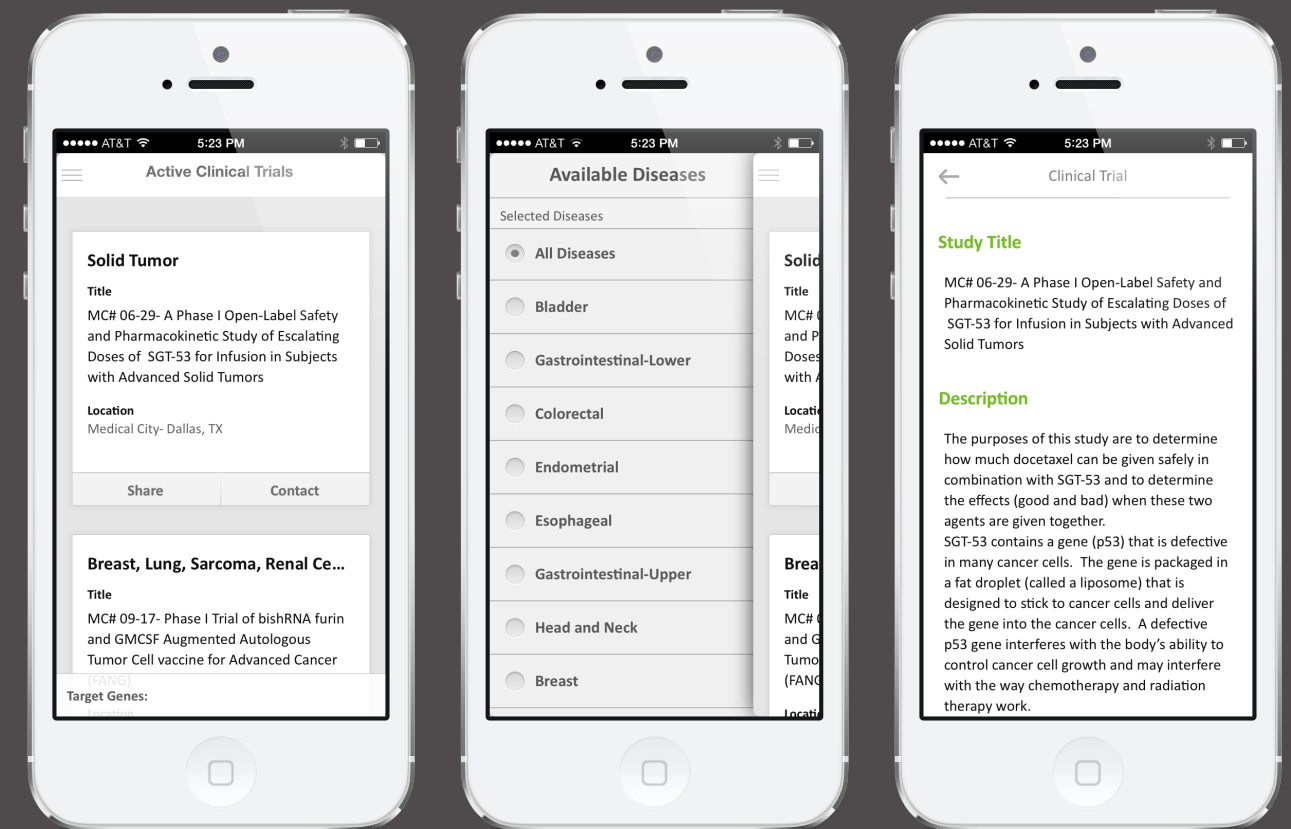 AT&T 5:23 PM
Active Clinical Trials
Solid Tumor
Title
MC# 06-29- A Phase I Open-Label Safety
and Pharmacokinetic Study of Escalating
Doses of  SGT-53 for Infusion in Subjects
with Advanced Solid Tumors
Location
Medical City- Dallas, TX
Share Contact
Breast, Lung, Sarcoma, Renal Ce...
Title
MC# 09-17- Phase I Trial of bishRNA furin
and GMCSF Augmented Autologous
Tumor Cell vaccine for Advanced Cancer
(FANG)
Target Genes:
Location
AT&T 5:23 PM
Available Diseases
Selected Diseases
All Diseases
Bladder
Gastrointestinal-Lower
Colorectal
Endometrial
Esophageal
Gastrointestinal-Upper
Head and Neck
Breast
Solid
Title
MC# 0
and P
Doses
with A
Locatio
Medic
Brea
Title
MC# 0
and G
Tumo
(FANG
Locatio
AT&T 5:23 PM
Clinical Trial
Study Title
MC# 06-29- A Phase I Open-Label Safety and
Pharmacokinetic Study of Escalating Doses of
SGT-53 for Infusion in Subjects with Advanced
Solid Tumors
Description
The purposes of this study are to determine
how much docetaxel can be given safely in
combination with SGT-53 and to determine
the effects (good and bad) when these two
agents are given together.
SGT-53 contains a gene (p53) that is defective
in many cancer cells.  The gene is packaged in
a fat droplet (called a liposome) that is
designed to stick to cancer cells and deliver
the gene into the cancer cells.  A defective
p53 gene interferes with the body's ability to
control cancer cell growth and may interfere
with the way chemotherapy and radiation
therapy work.